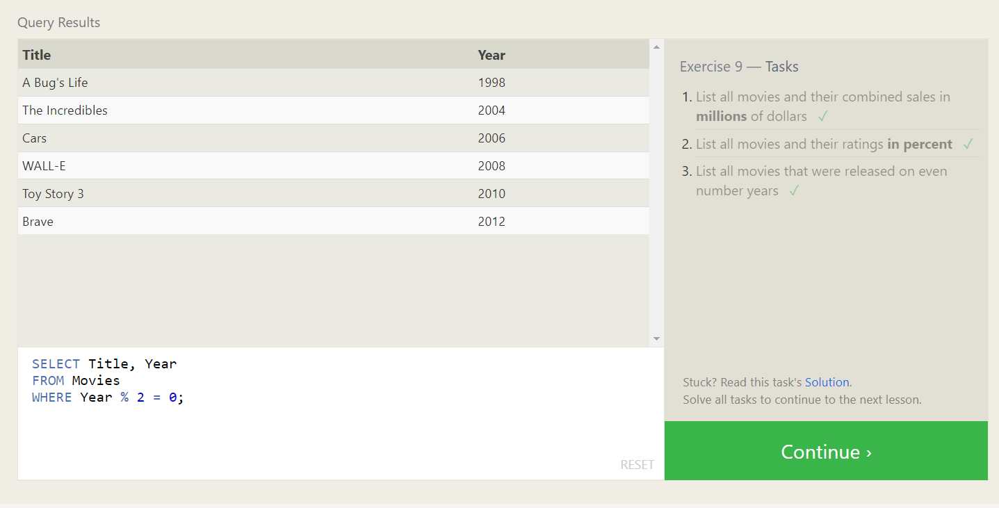 Query Results
Title Year
A Bug's Life 1998
The Incredibles 2004
Cars 2006
WALL-E 2008
Toy Story 3 2010
Brave 2012
SELECT Title, Year
FROM Movies
WHERE Year % 2 = 0;
RESET
Exercise 9 — Tasks
1. List all movies and their combined sales in
millions of dollars ✓
2. List all movies and their ratings in percent ✓
3. List all movies that were released on even
number years ✓
Stuck? Read this task's Solution.
Solve all tasks to continue to the next lesson.
Continue ›